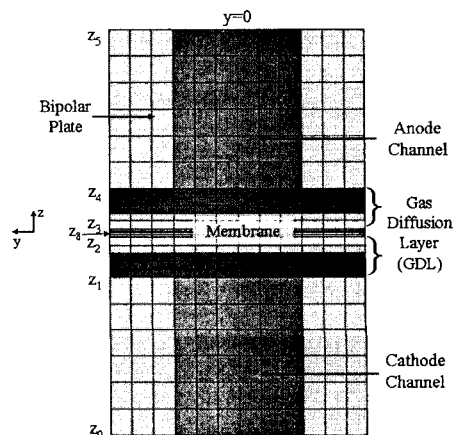 y=0
z5
Bipolar
Plate
Anode
Channel
z4
Gas
Diffusion
Layer
(GDL)
z
y
z3
Membrane
z2
z1
Cathode
Channel
z0